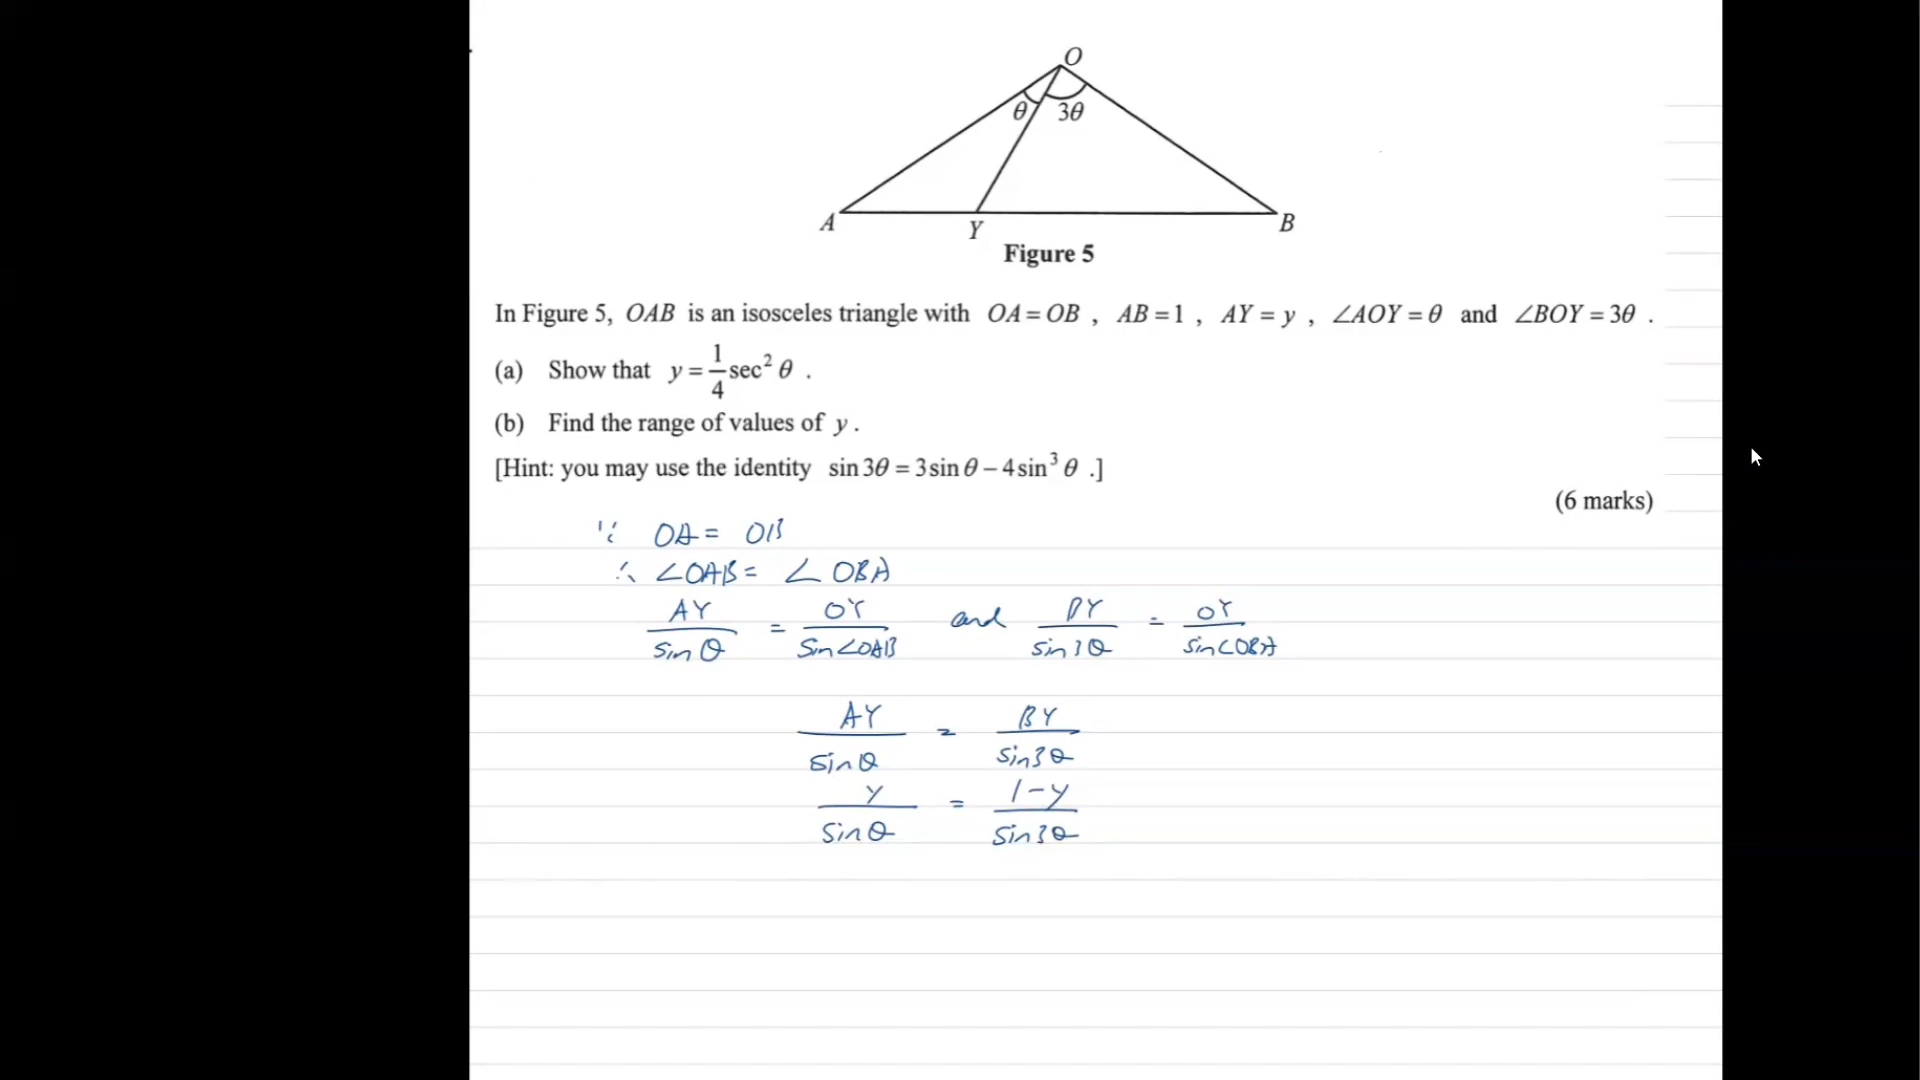 O
θ 3θ
A Y B
Figure 5
In Figure 5, OAB is an isosceles triangle with OA = OB , AB = 1 , AY = y , ∠AOY = θ and ∠BOY = 3θ .
(a) Show that y = 1/4 sec² θ .
(b) Find the range of values of y .
[Hint: you may use the identity sin 3θ = 3 sin θ − 4 sin³ θ .]
(6 marks)
∵ OA = OB
∴ ∠OAB = ∠OBA
AY/sin θ = OY/sin∠OAB and BY/sin 3θ = OY/sin∠OBA
AY/sin θ = BY/sin 3θ
y/sin θ = 1−y/sin 3θ